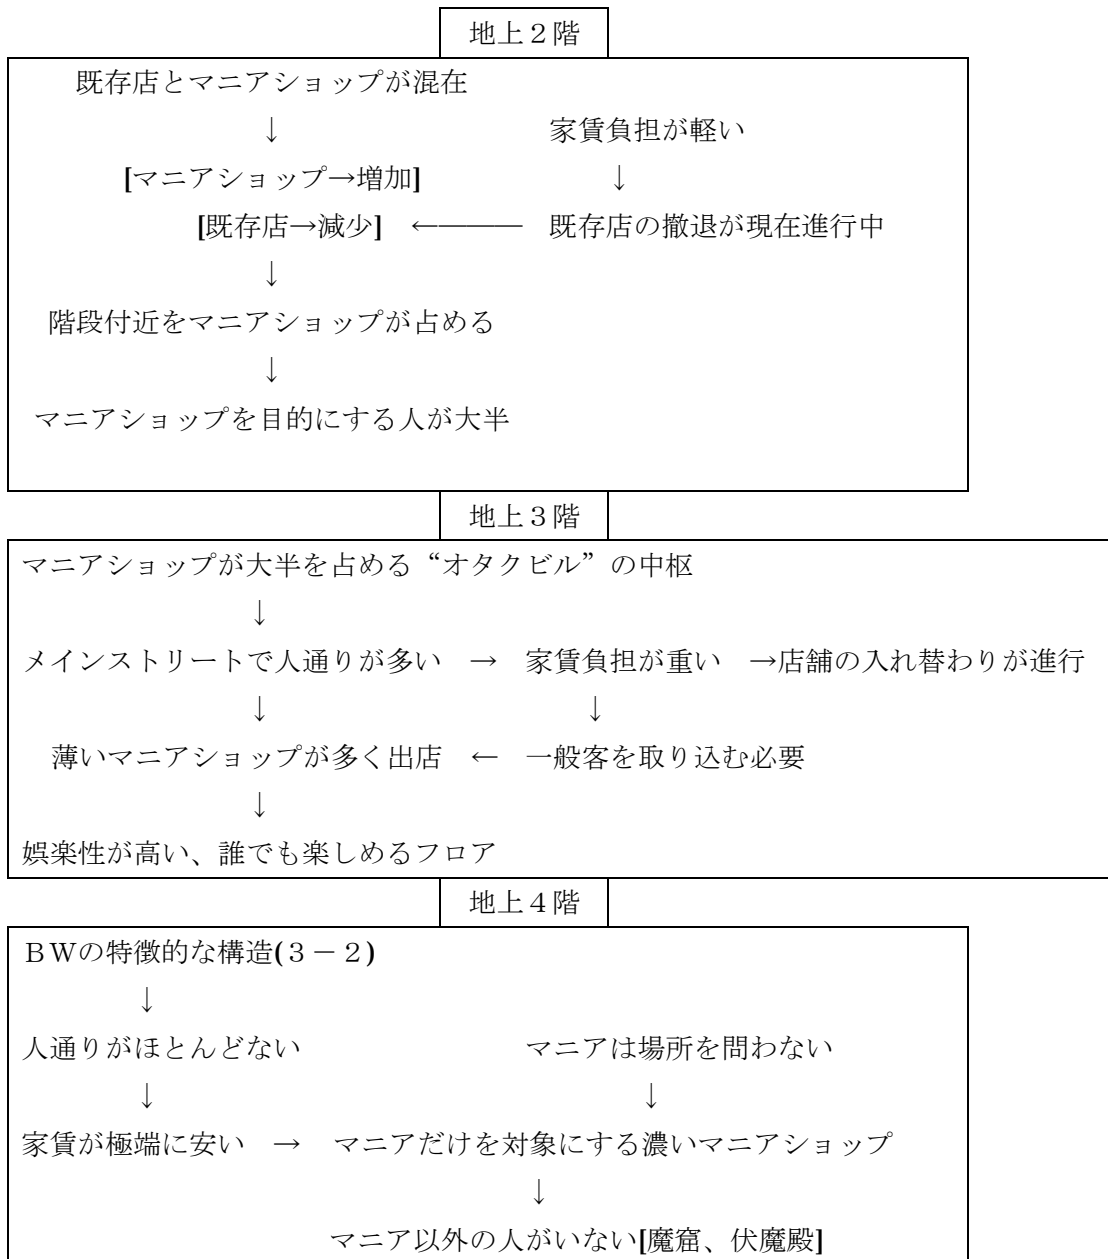 地上２階
既存店とマニアショップが混在
↓　家賃負担が軽い
[マニアショップ→増加]　↓
[既存店→減少]　←―――　既存店の撤退が現在進行中
↓
階段付近をマニアショップが占める
↓
マニアショップを目的にする人が大半
地上３階
マニアショップが大半を占める“オタクビル”の中枢
↓
メインストリートで人通りが多い　→　家賃負担が重い　→店舗の入れ替わりが進行
↓　↓
薄いマニアショップが多く出店　←　一般客を取り込む必要
↓
娯楽性が高い、誰でも楽しめるフロア
地上４階
ＢＷの特徴的な構造(３－２)
↓
人通りがほとんどない　マニアは場所を問わない
↓　↓
家賃が極端に安い　→　マニアだけを対象にする濃いマニアショップ
↓
マニア以外の人がいない[魔窟、伏魔殿]